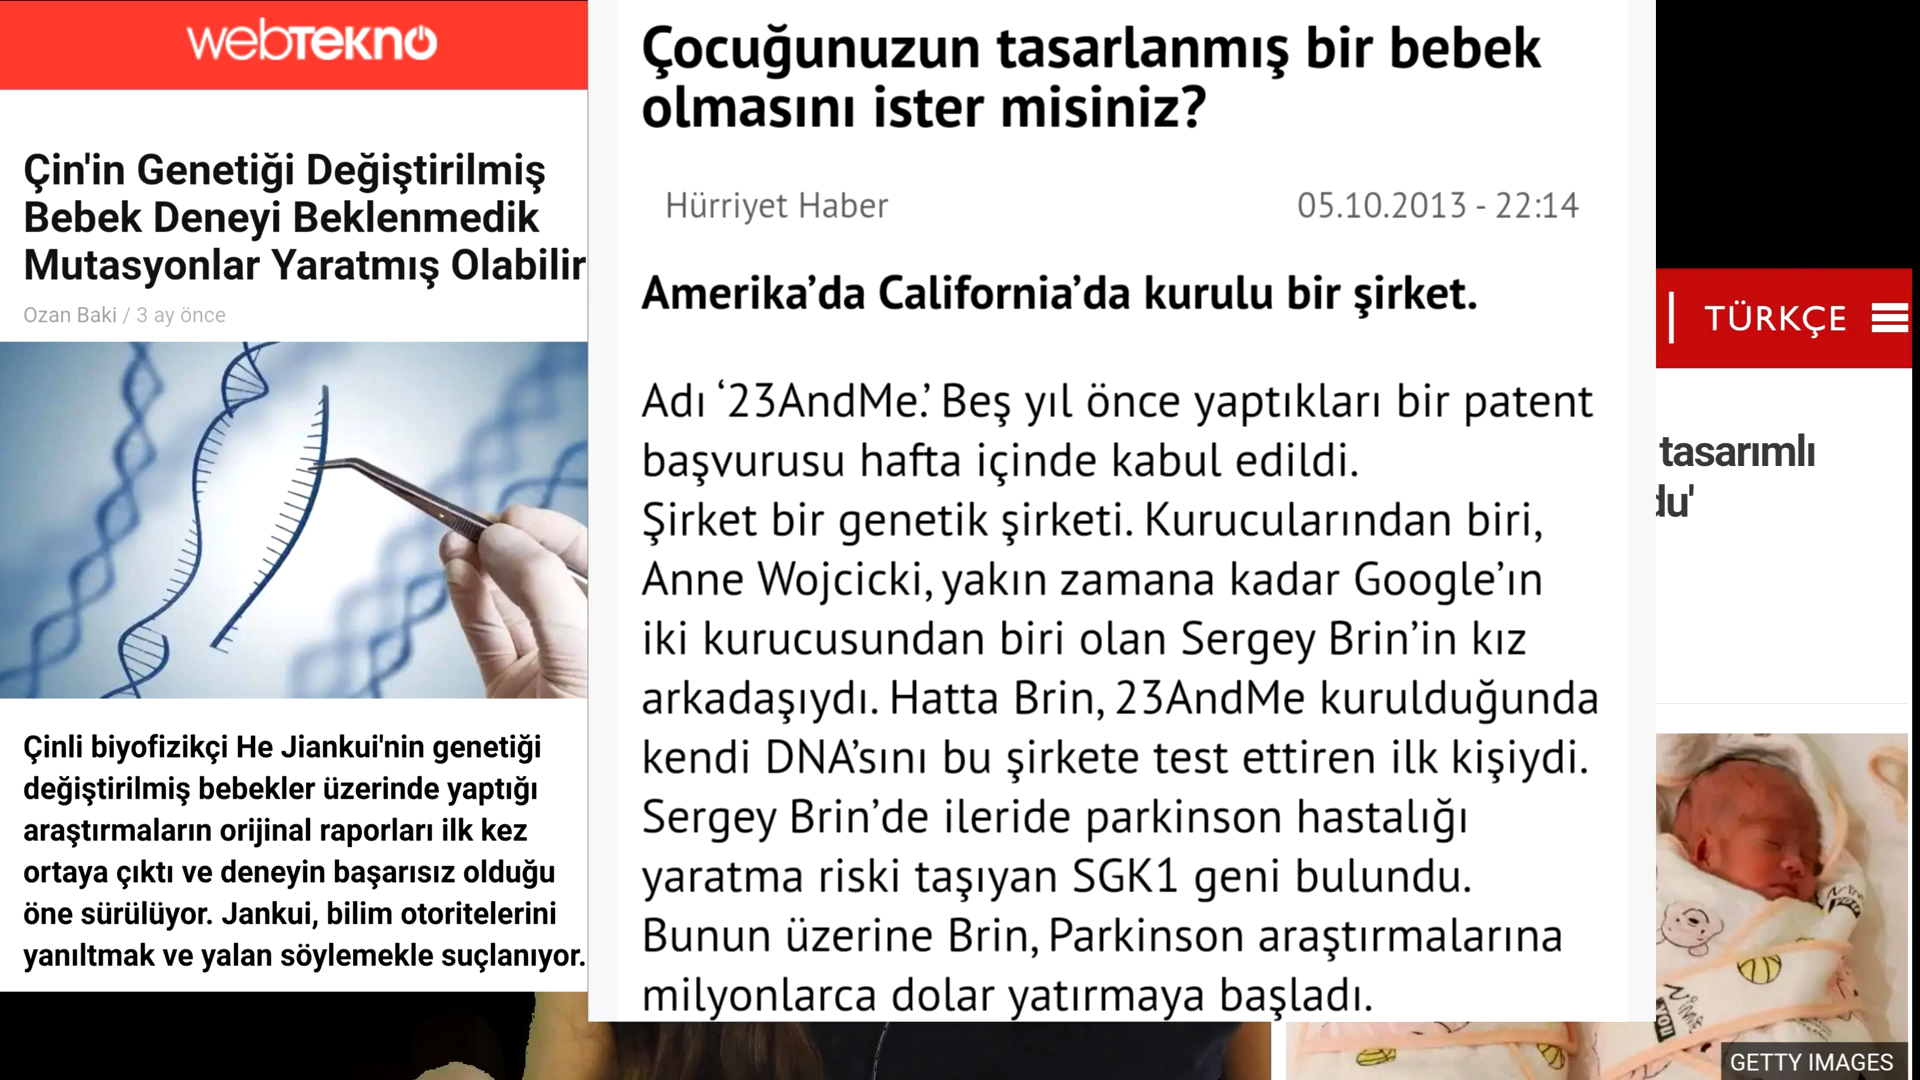 webTEKNO
Çin'in Genetiği Değiştirilmiş
Bebek Deneyi Beklenmedik
Mutasyonlar Yaratmış Olabilir
Ozan Baki / 3 ay önce
Çinli biyofizikçi He Jiankui'nin genetiği
değiştirilmiş bebekler üzerinde yaptığı
araştırmaların orijinal raporları ilk kez
ortaya çıktı ve deneyin başarısız olduğu
öne sürülüyor. Jankui, bilim otoritelerini
yanıltmak ve yalan söylemekle suçlanıyor.
Çocuğunuzun tasarlanmış bir bebek
olmasını ister misiniz?
Hürriyet Haber
05.10.2013 - 22:14
Amerika’da California’da kurulu bir şirket.
Adı ‘23AndMe.’ Beş yıl önce yaptıkları bir patent
başvurusu hafta içinde kabul edildi.
Şirket bir genetik şirketi. Kurucularından biri,
Anne Wojcicki, yakın zamana kadar Google’ın
iki kurucusundan biri olan Sergey Brin’in kız
arkadaşıydı. Hatta Brin, 23AndMe kurulduğunda
kendi DNA’sını bu şirkete test ettiren ilk kişiydi.
Sergey Brin’de ileride parkinson hastalığı
yaratma riski taşıyan SGK1 geni bulundu.
Bunun üzerine Brin, Parkinson araştırmalarına
milyonlarca dolar yatırmaya başladı.
TÜRKÇE
tasarımlı
du'
YOU
GETTY IMAGES